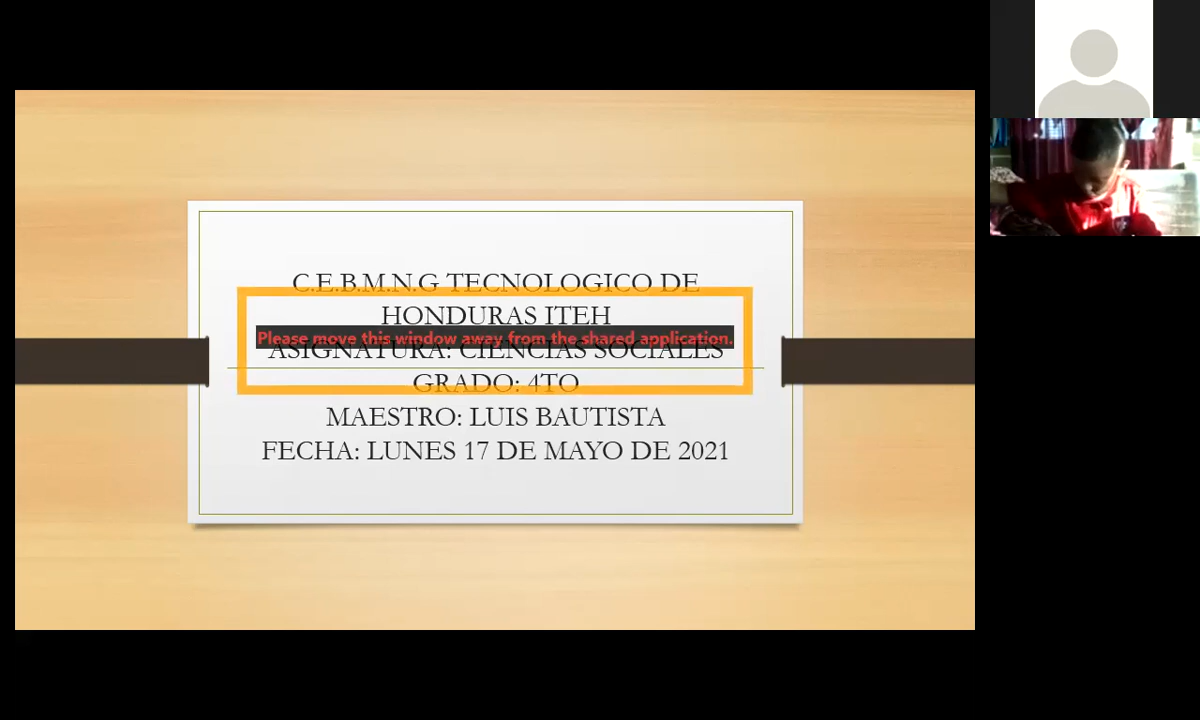 C.E.B.M.N.G TECNOLOGICO DE
HONDURAS ITEH
Please move this window away from the shared application.
ASIGNATURA: CIENCIAS SOCIALES
GRADO: 4TO
MAESTRO: LUIS BAUTISTA
FECHA: LUNES 17 DE MAYO DE 2021